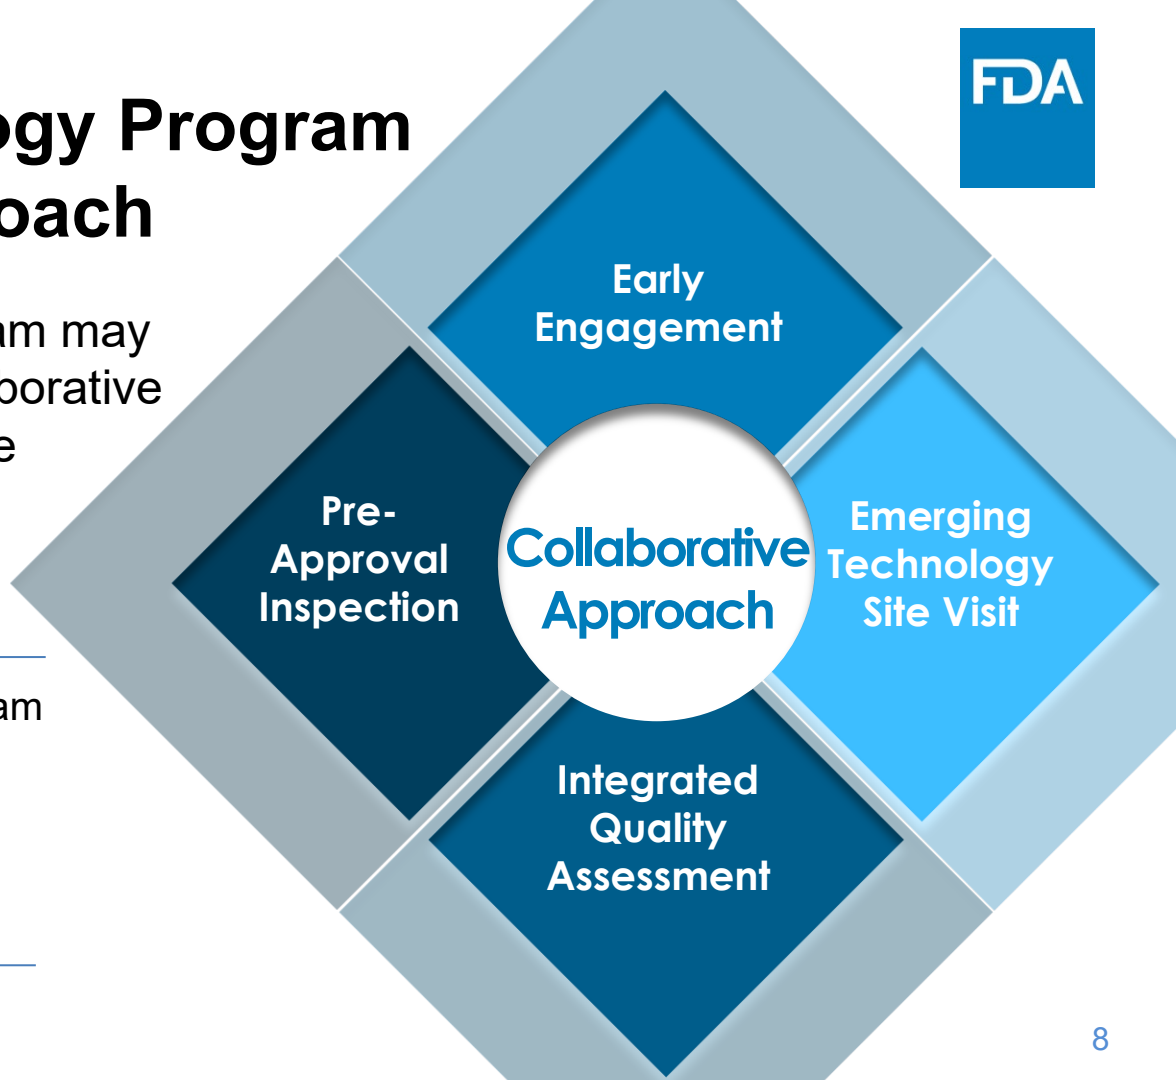 FDA
ogy Program
oach
am may
borative
e
am
Early
Engagement
Pre-
Approval
Inspection
Collaborative
Approach
Emerging
Technology
Site Visit
Integrated
Quality
Assessment
8